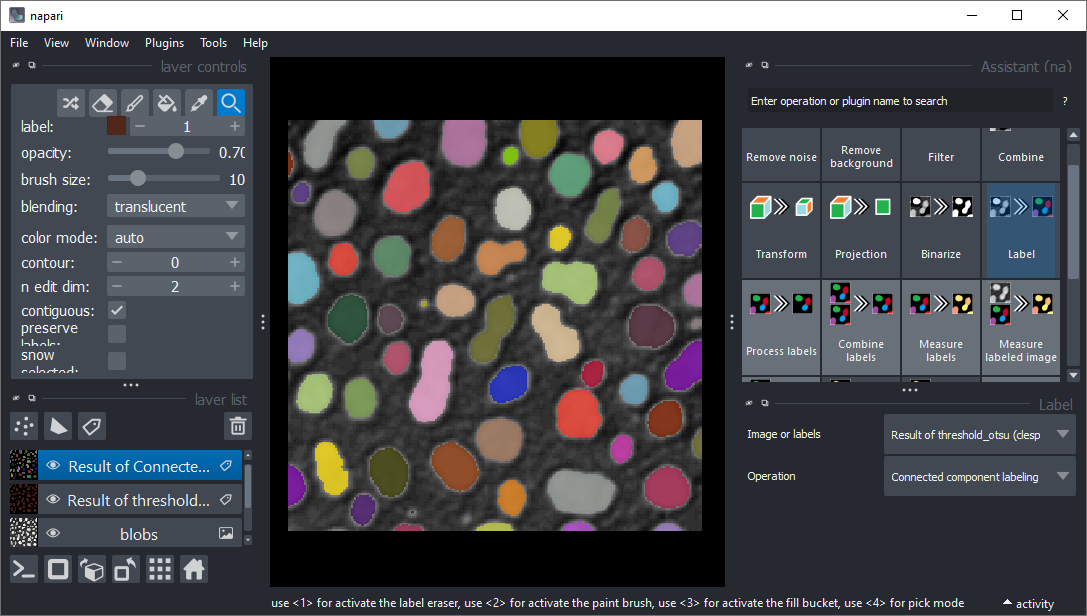 napari
File View Window Plugins Tools Help
layer controls
label: 1
opacity: 0.70
brush size: 10
blending: translucent
color mode: auto
contour: 0
n edit dim: 2
contiguous:
preserve
labels:
show
selected:
layer list
Result of Connecte...
Result of threshold...
blobs
Assistant (na)
Enter operation or plugin name to search ?
Remove noise
Remove
background
Filter
Combine
Transform
Projection
Binarize
Label
Process labels
Combine
labels
Measure
labels
Measure
labeled image
Label
Image or labels Result of threshold_otsu (clesp
Operation Connected component labeling
use <1> for activate the label eraser, use <2> for activate the paint brush, use <3> for activate the fill bucket, use <4> for pick mode
activity